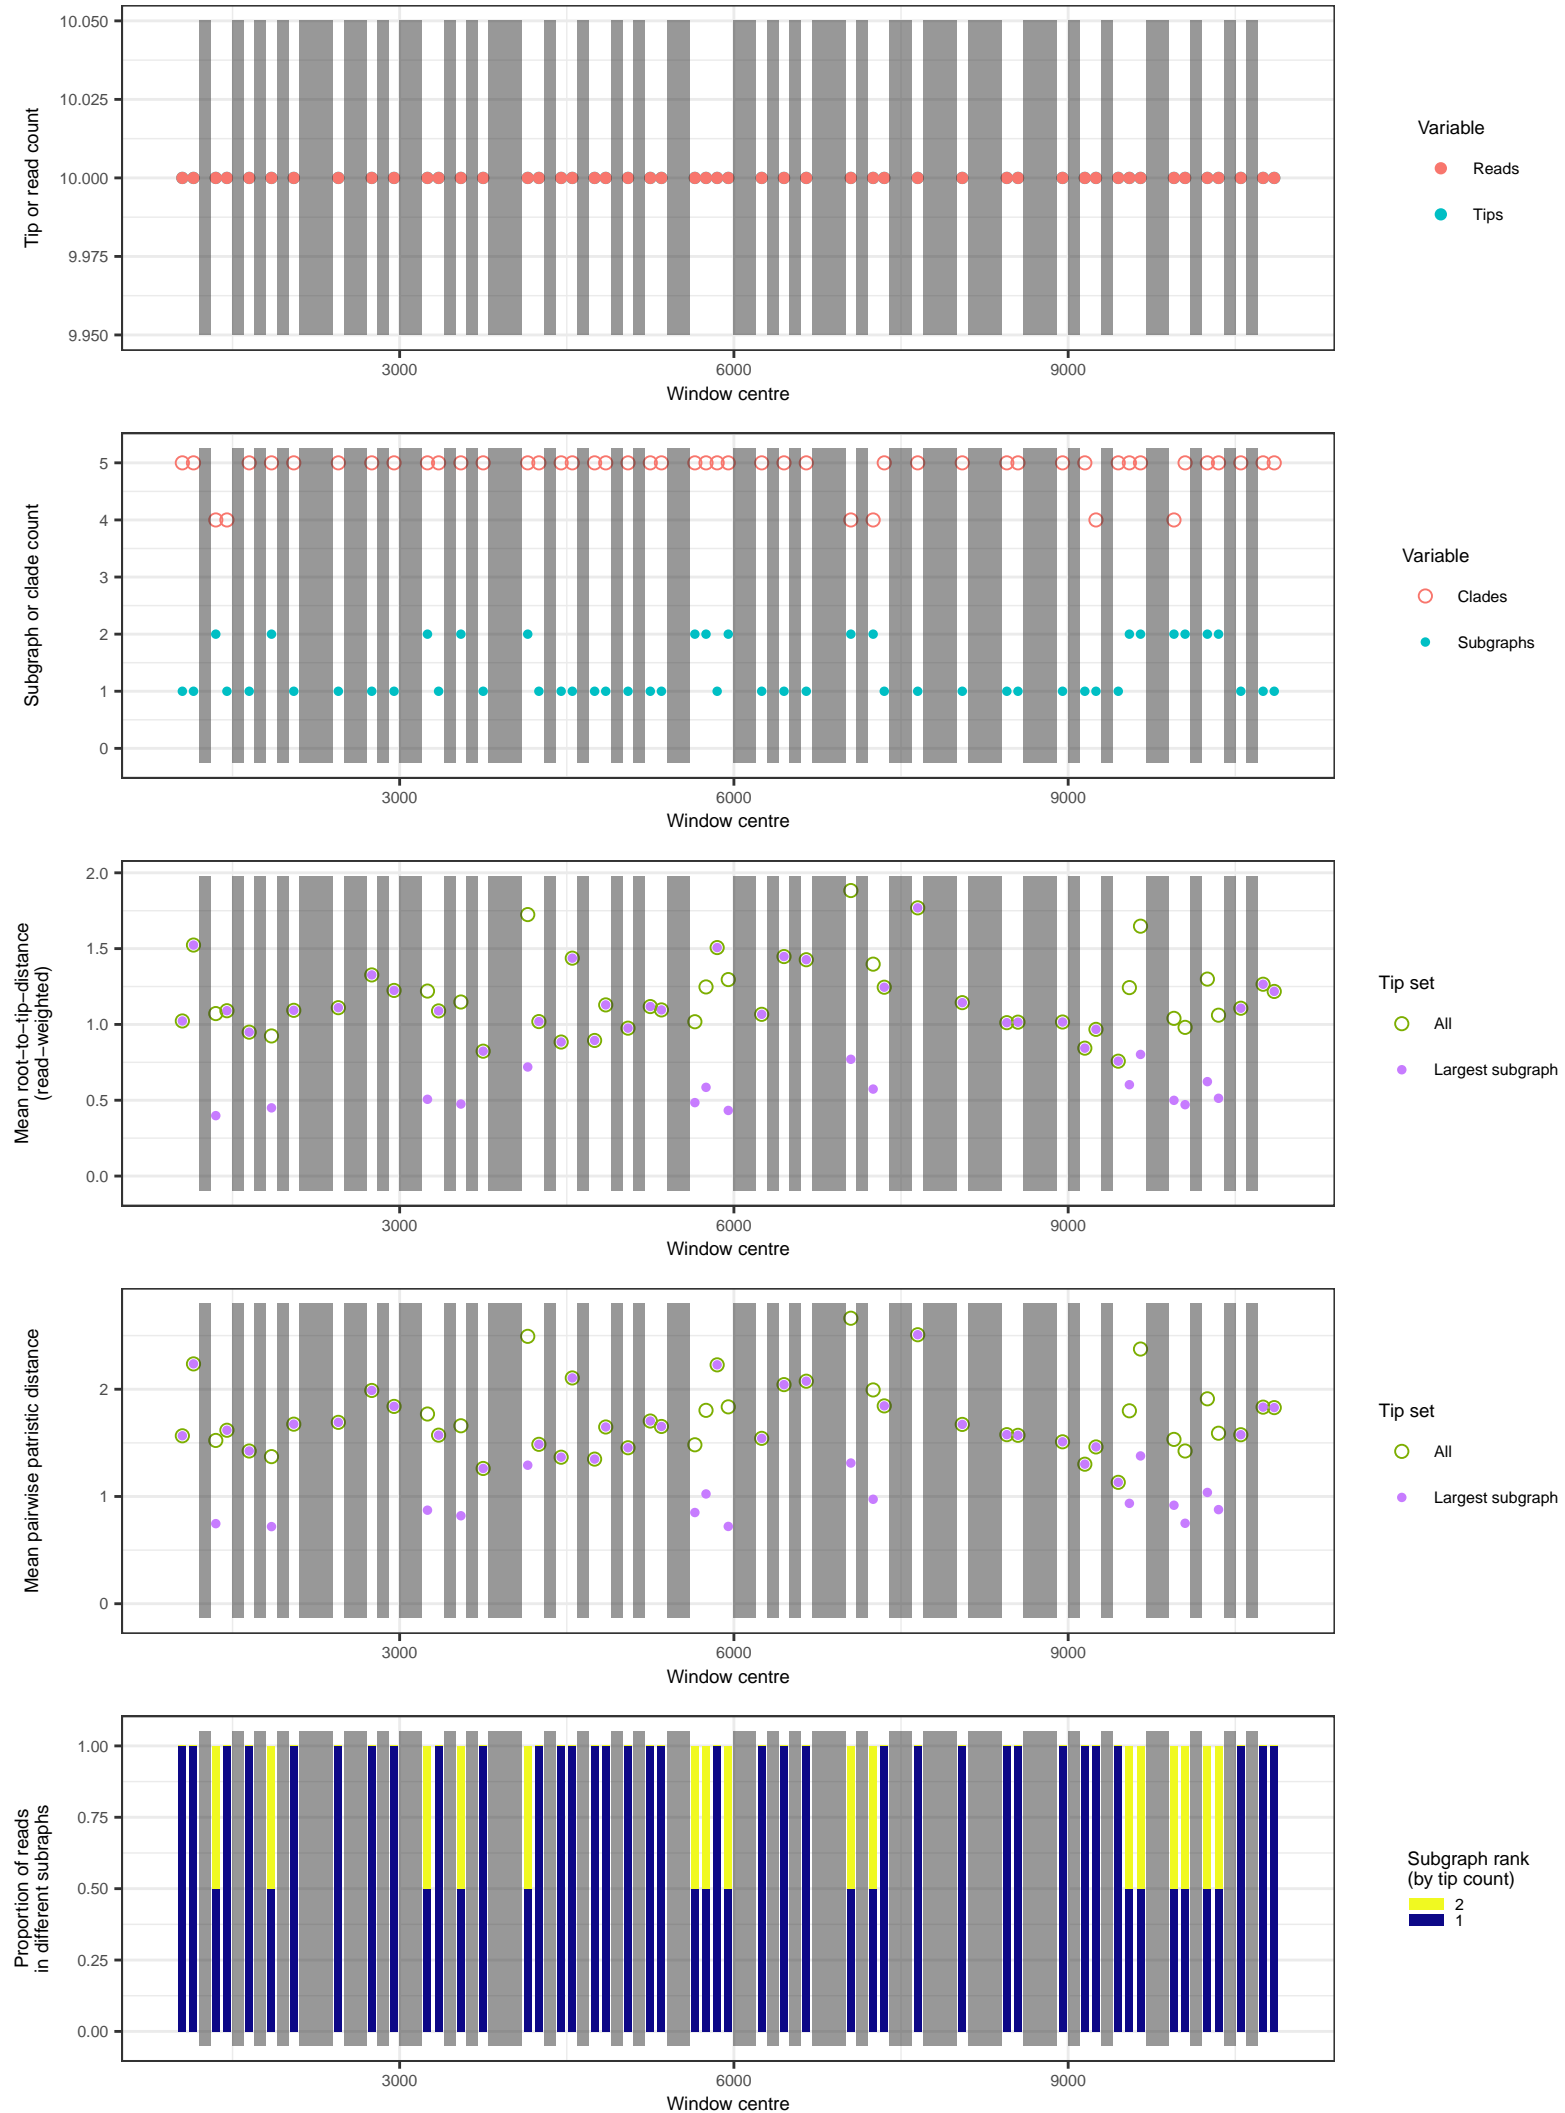 10.050
10.025
10.000
9.975
9.950
Tip or read count
3000
6000
9000
Window centre
Variable
Reads
Tips
5
4
3
2
1
0
Subgraph or clade count
3000
6000
9000
Window centre
Variable
Clades
Subgraphs
2.0
1.5
1.0
0.5
0.0
Mean root−to−tip−distance
(read−weighted)
3000
6000
9000
Window centre
Tip set
All
Largest subgraph
2
1
0
Mean pairwise patristic distance
3000
6000
9000
Window centre
Tip set
All
Largest subgraph
1.00
0.75
0.50
0.25
0.00
Proportion of reads
in different subraphs
3000
6000
9000
Window centre
Subgraph rank
(by tip count)
2
1